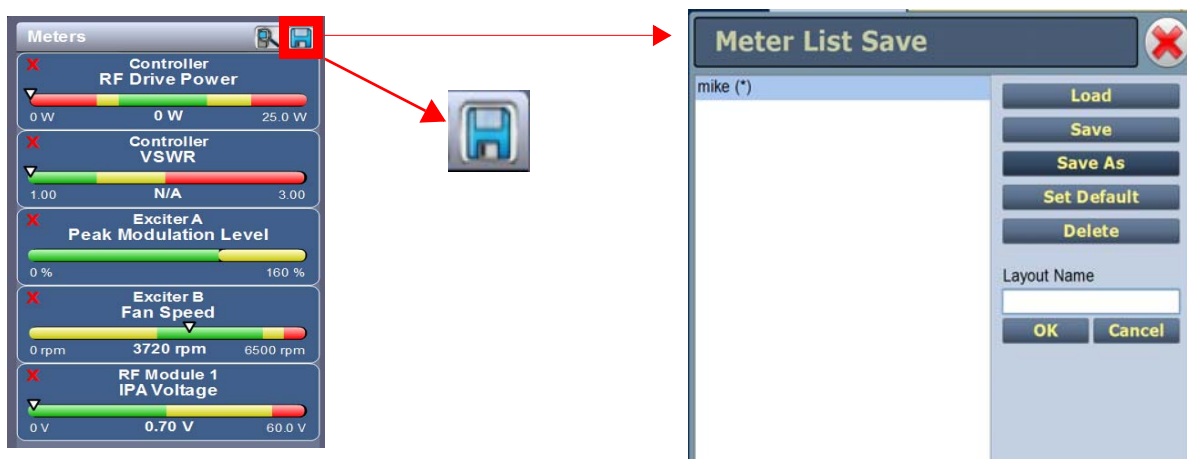 Meters
X Controller
RF Drive Power
0 W 0 W 25.0 W
X Controller
VSWR
1.00 N/A 3.00
X Exciter A
Peak Modulation Level
0 % 160 %
X Exciter B
Fan Speed
0 rpm 3720 rpm 6500 rpm
X RF Module 1
IPA Voltage
0 V 0.70 V 60.0 V
Meter List Save
mike (*)
Load
Save
Save As
Set Default
Delete
Layout Name
OK Cancel